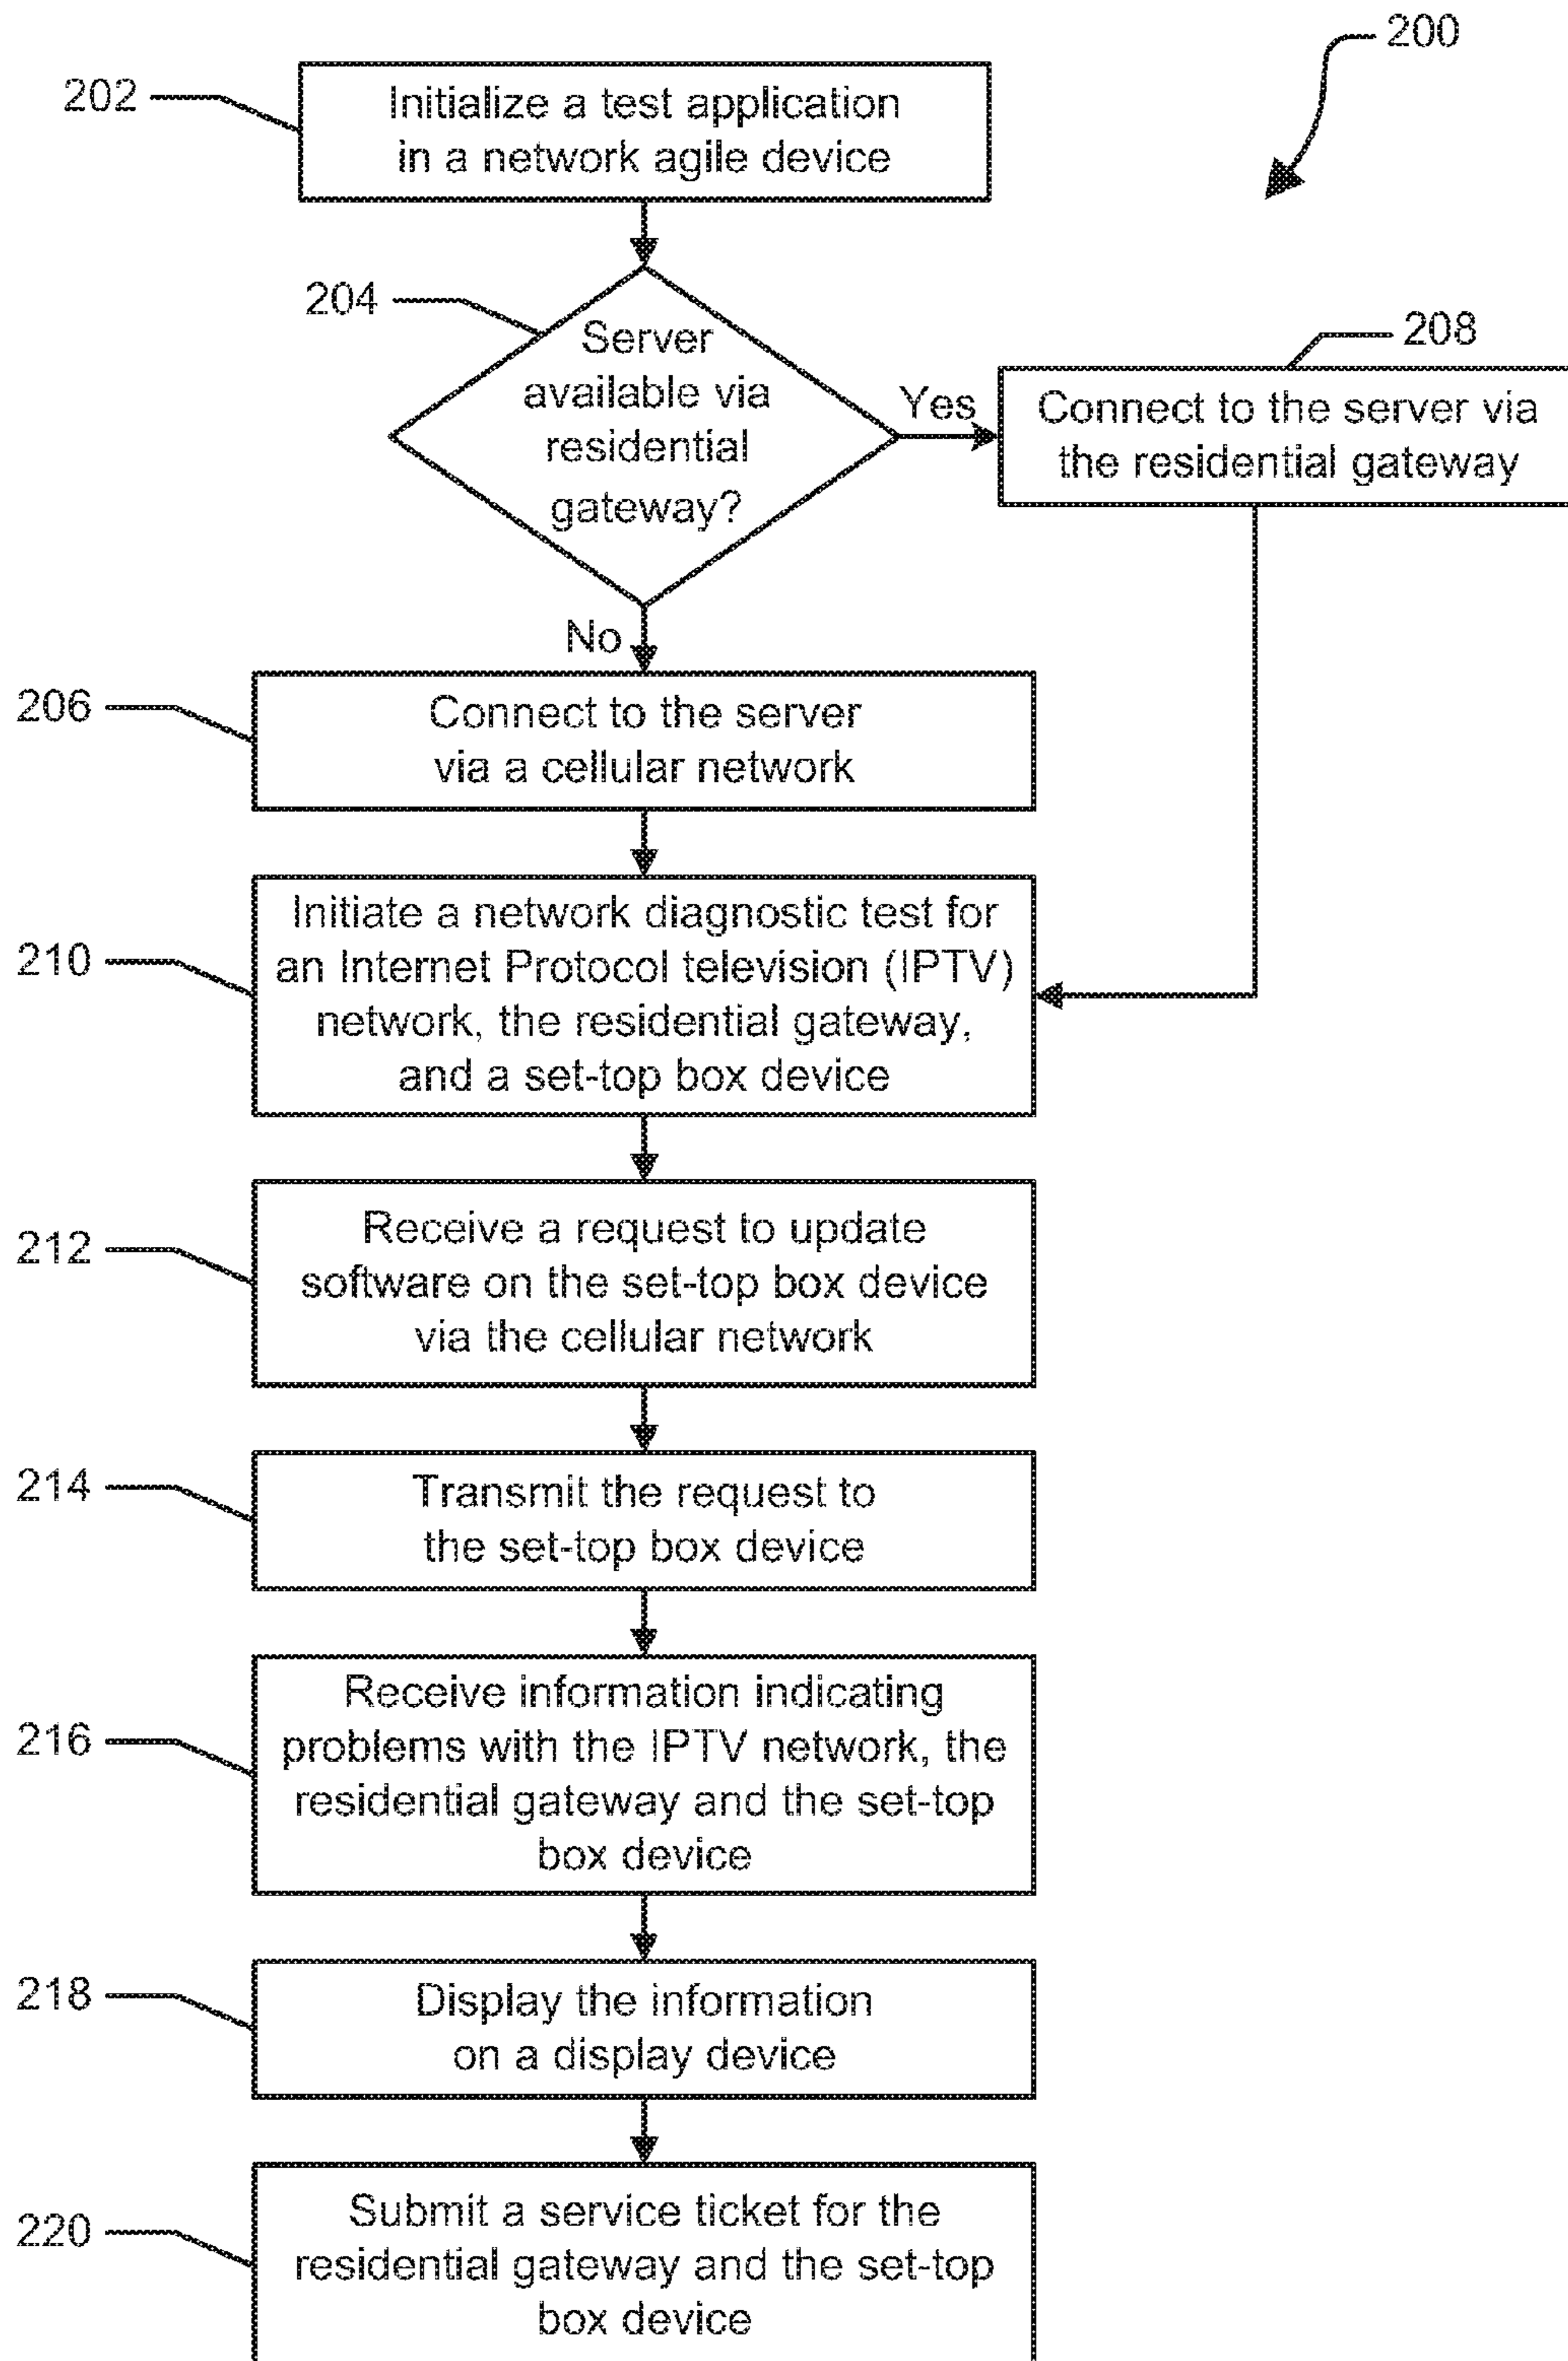 200
202
Initialize a test application
in a network agile device
204
Server
available via
residential
gateway?
Yes
208
Connect to the server via
the residential gateway
No
206
Connect to the server
via a cellular network
210
Initiate a network diagnostic test for
an Internet Protocol television (IPTV)
network, the residential gateway,
and a set-top box device
212
Receive a request to update
software on the set-top box device
via the cellular network
214
Transmit the request to
the set-top box device
216
Receive information indicating
problems with the IPTV network, the
residential gateway and the set-top
box device
218
Display the information
on a display device
220
Submit a service ticket for the
residential gateway and the set-top
box device